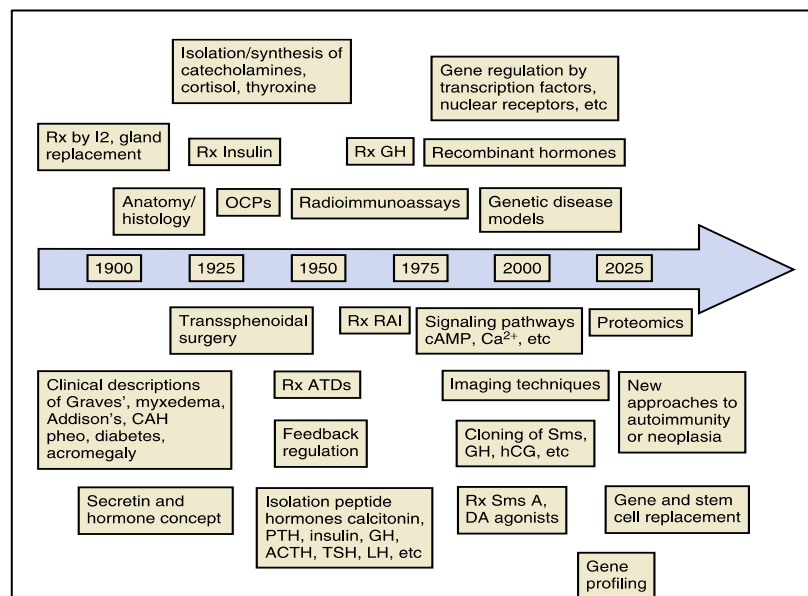 Isolation/synthesis of
catecholamines,
cortisol, thyroxine
Gene regulation by
transcription factors,
nuclear receptors, etc
Rx by I2, gland
replacement
Rx Insulin
Rx GH
Recombinant hormones
Anatomy/
histology
OCPs
Radioimmunoassays
Genetic disease
models
1900
1925
1950
1975
2000
2025
Transsphenoidal
surgery
Rx RAI
Signaling pathways
cAMP, Ca²⁺, etc
Proteomics
Clinical descriptions
of Graves', myxedema,
Addison's, CAH
pheo, diabetes,
acromegaly
Rx ATDs
Imaging techniques
New
approaches to
autoimmunity
or neoplasia
Feedback
regulation
Cloning of Sms,
GH, hCG, etc
Secretin and
hormone concept
Isolation peptide
hormones calcitonin,
PTH, insulin, GH,
ACTH, TSH, LH, etc
Rx Sms A,
DA agonists
Gene and stem
cell replacement
Gene
profiling